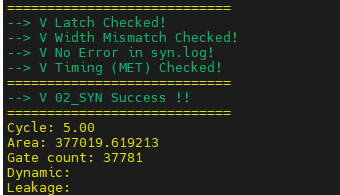 ============================
--> V Latch Checked!
--> V Width Mismatch Checked!
--> V No Error in syn.log!
--> V Timing (MET) Checked!
============================
--> V 02_SYN Success !!
============================
Cycle: 5.00
Area: 377019.619213
Gate count: 37781
Dynamic:
Leakage: